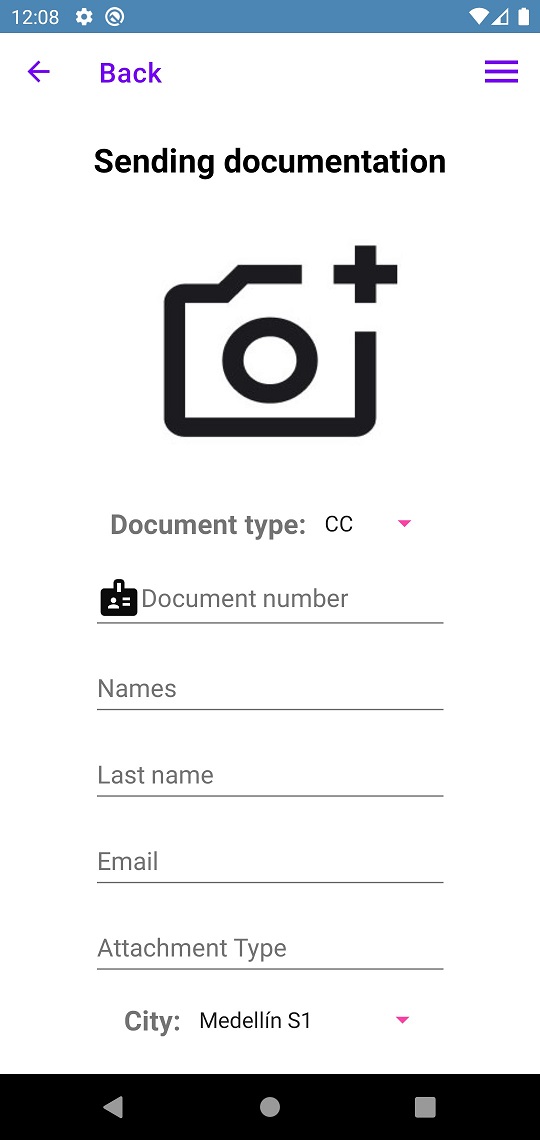 12:08
Back
Sending documentation
Document type: CC
Document number
Names
Last name
Email
Attachment Type
City: Medellín S1